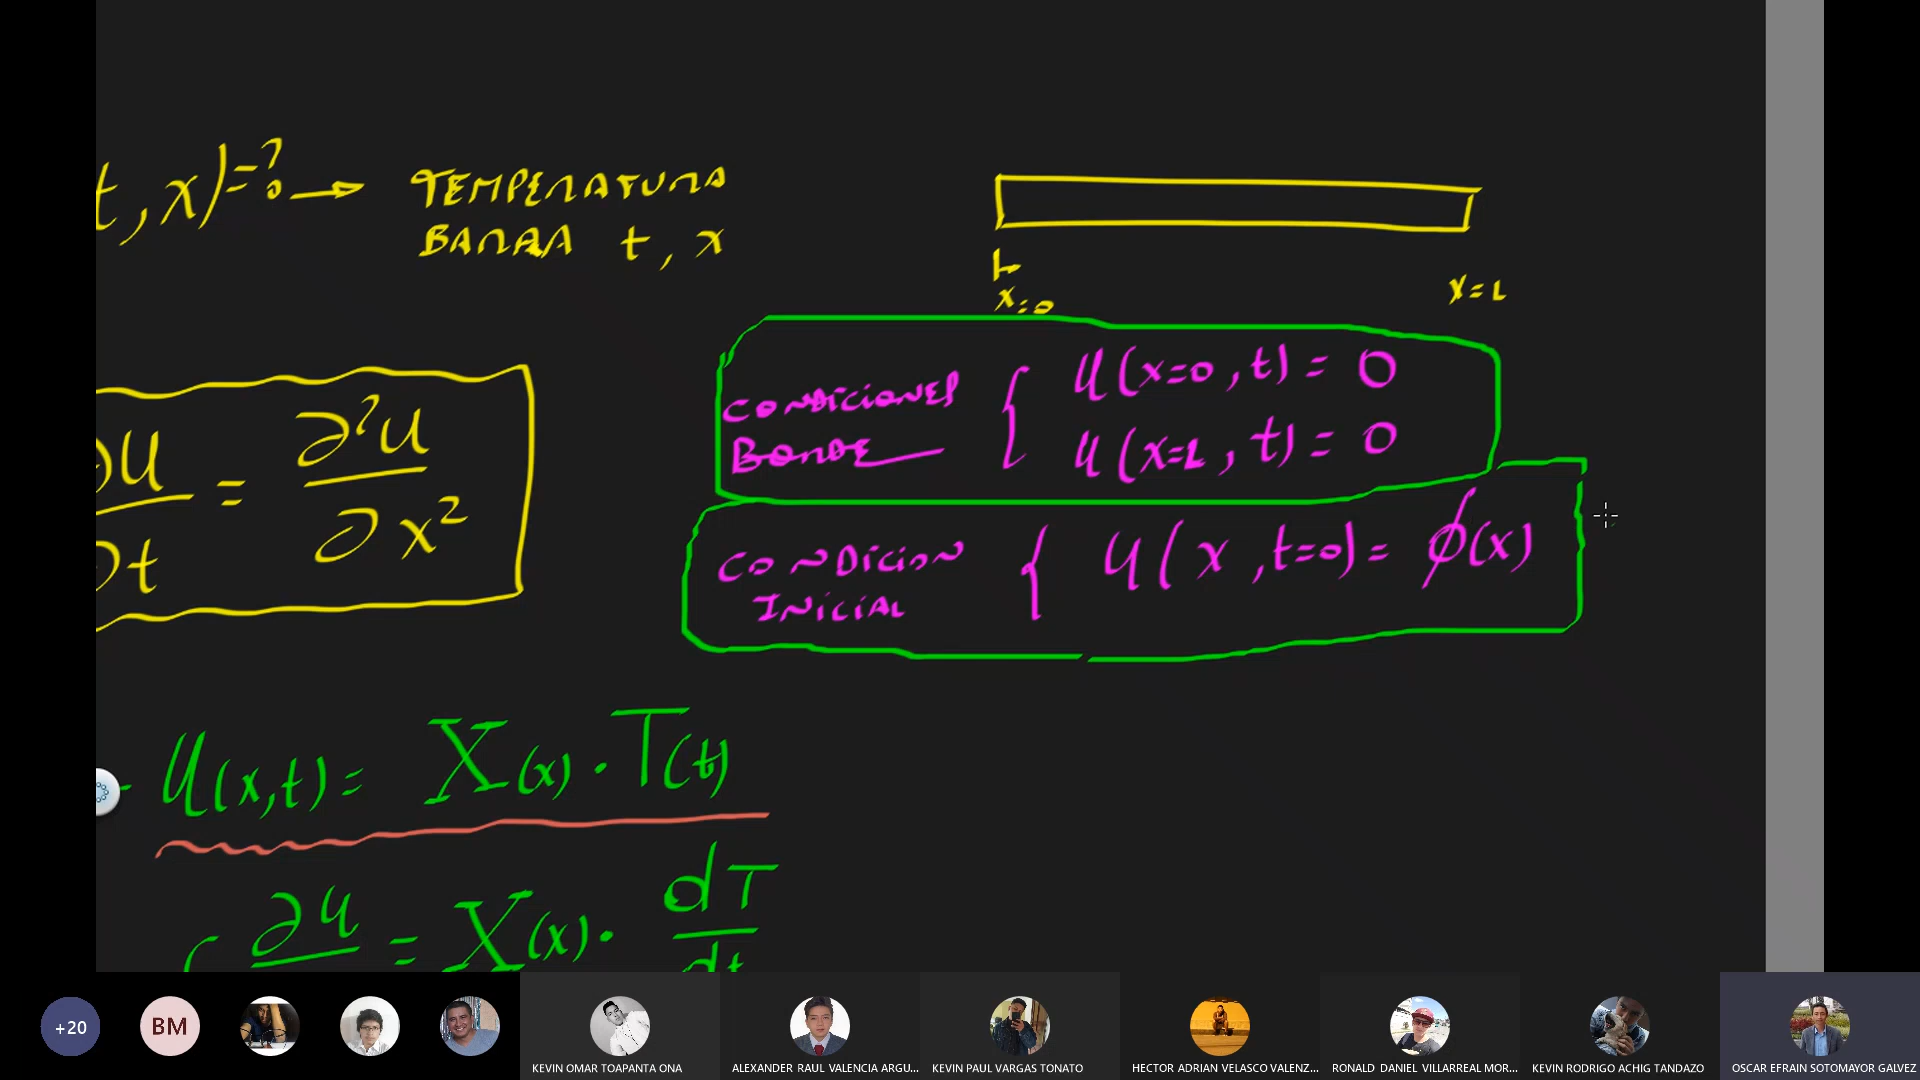 t, x) = ? → TEMPERATURA
BARRA t, x
x=0
x=L
CONDICIONES
BORDE
U(x=0, t) = 0
U(x=L, t) = 0
∂U/∂t = ∂²U/∂x²
CONDICION
INICIAL
U(x, t=0) = φ(x)
U(x,t) = X(x) · T(t)
∂U = X(x) · dT/dt
+20
BM
KEVIN OMAR TOAPANTA ONA
ALEXANDER RAUL VALENCIA ARGU...
KEVIN PAUL VARGAS TONATO
HECTOR ADRIAN VELASCO VALENZ...
RONALD DANIEL VILLARREAL MOR...
KEVIN RODRIGO ACHIG TANDAZO
OSCAR EFRAIN SOTOMAYOR GALVEZ